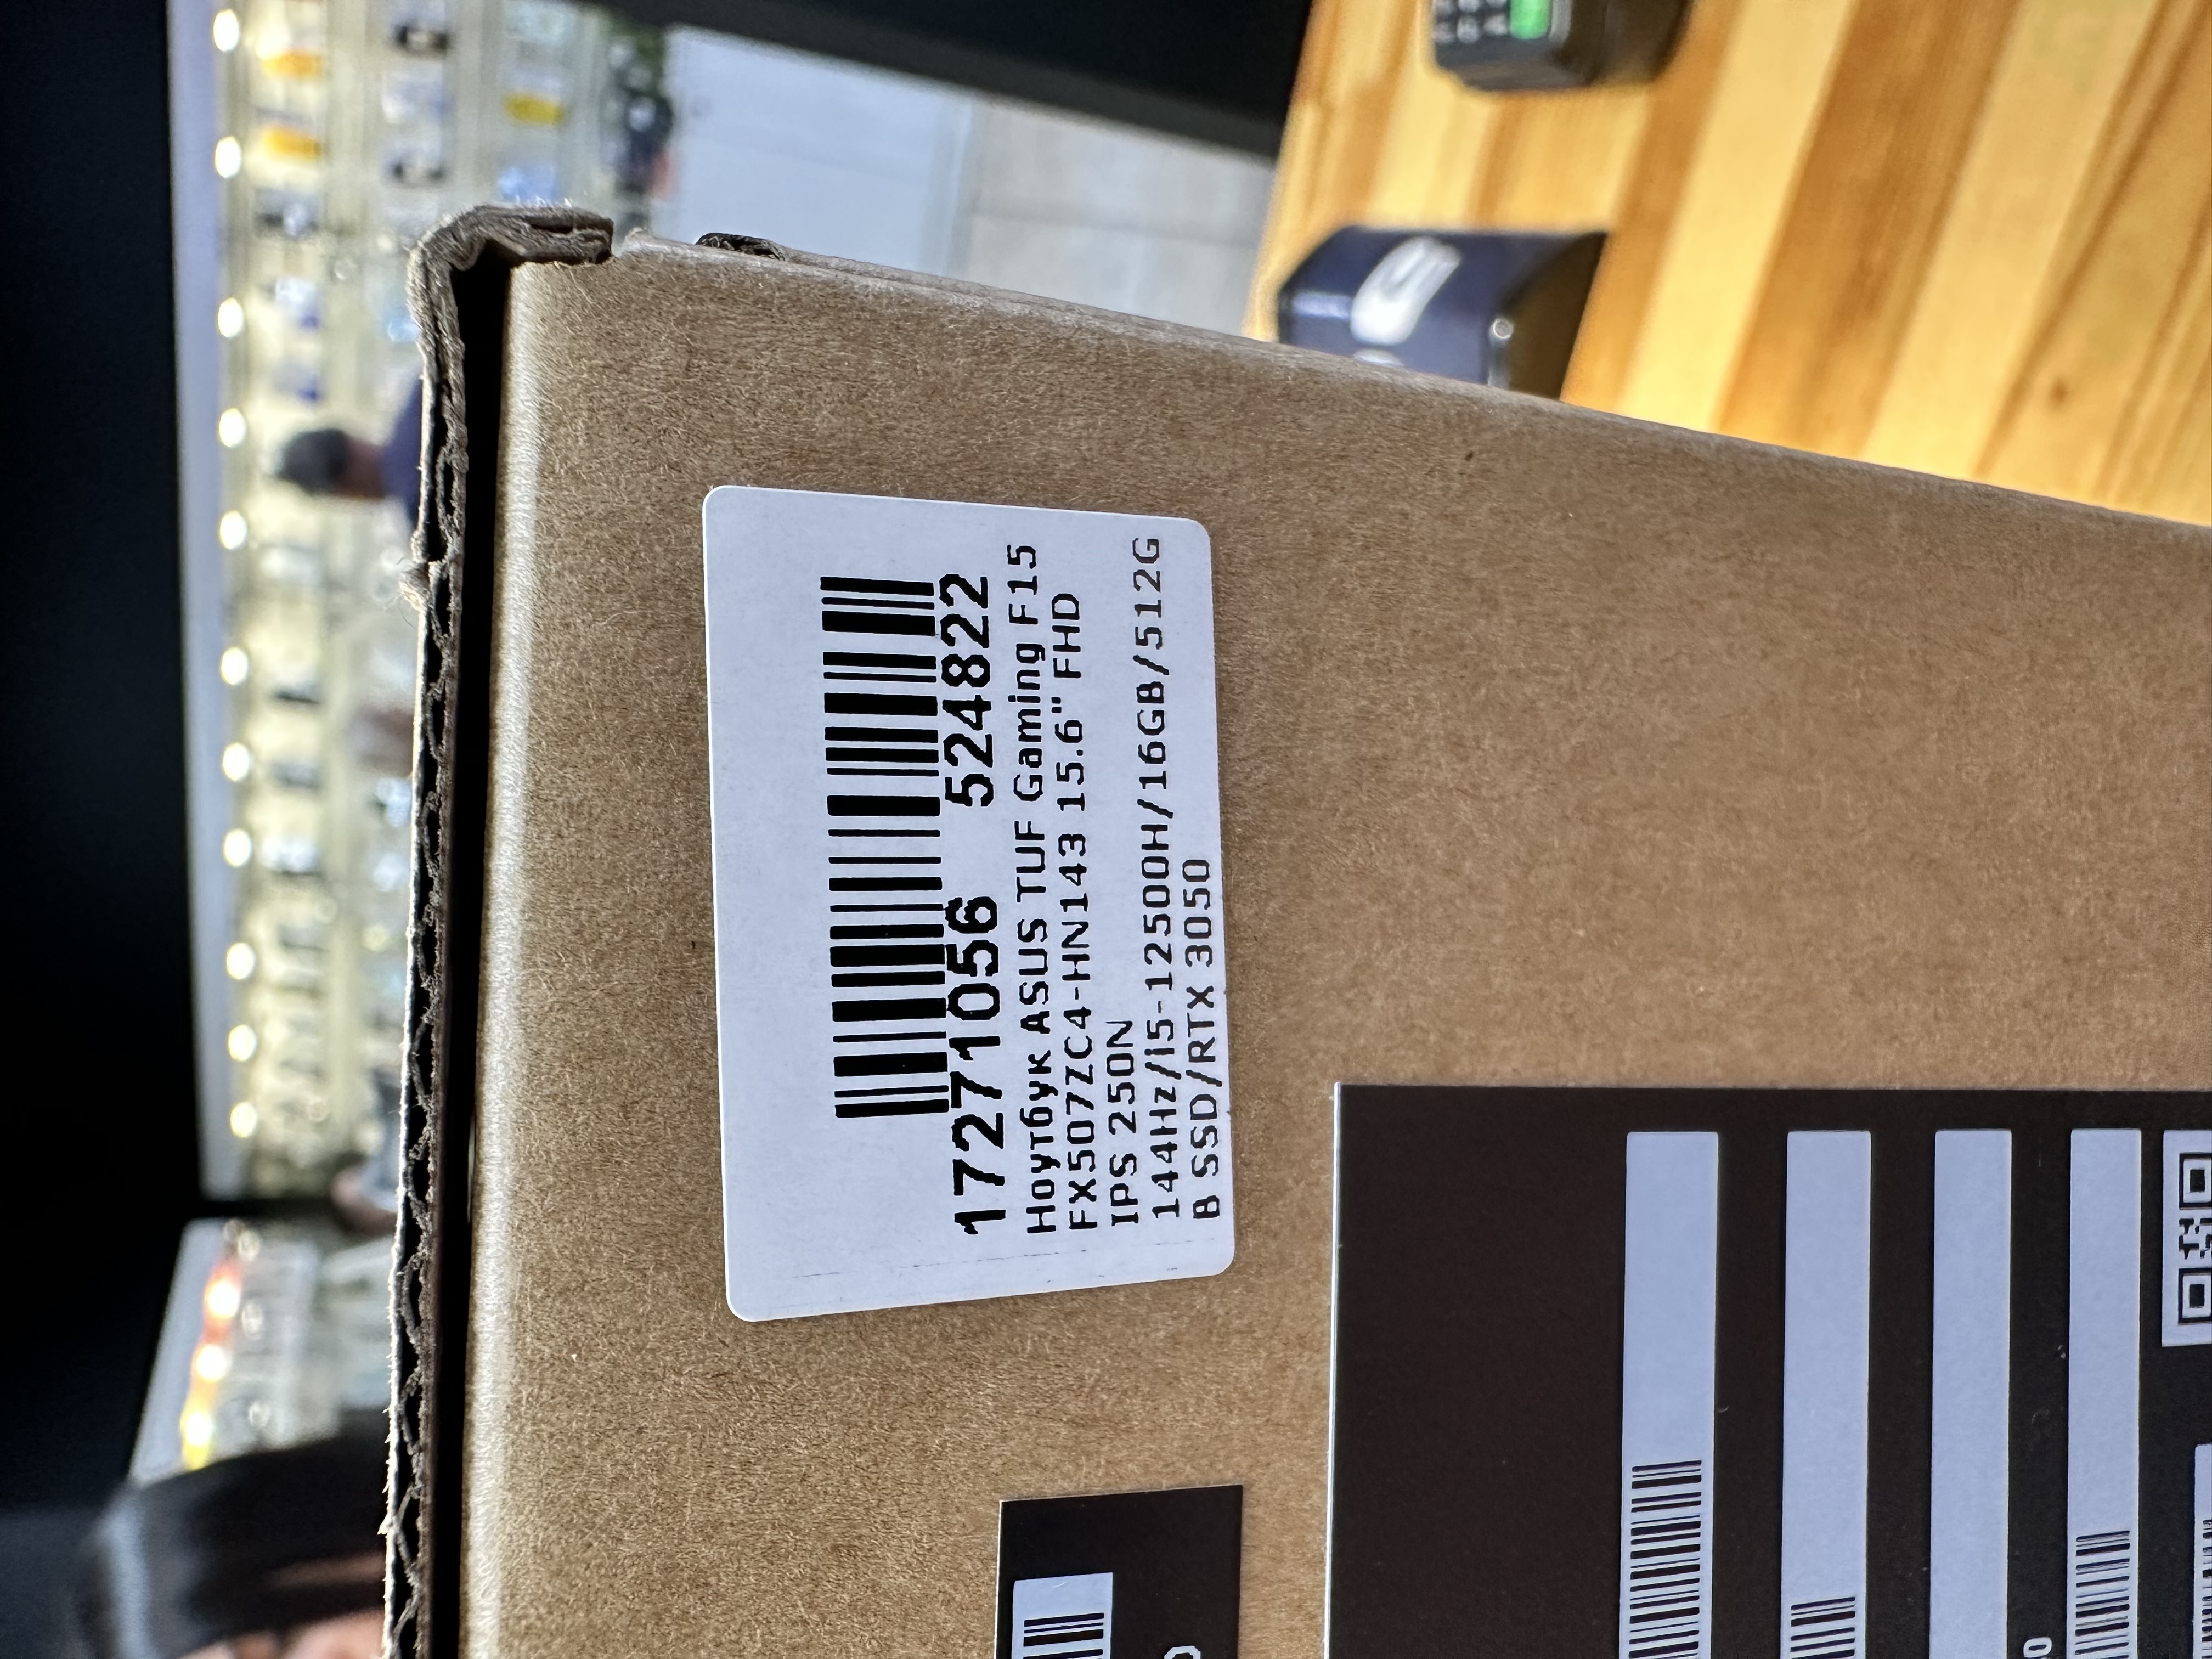 17271056 524822
Ноутбук ASUS TUF Gaming F15
FX507ZC4-HN143 15.6" FHD
IPS 250N
144Hz/i5-12500H/16GB/512G
B SSD/RTX 3050